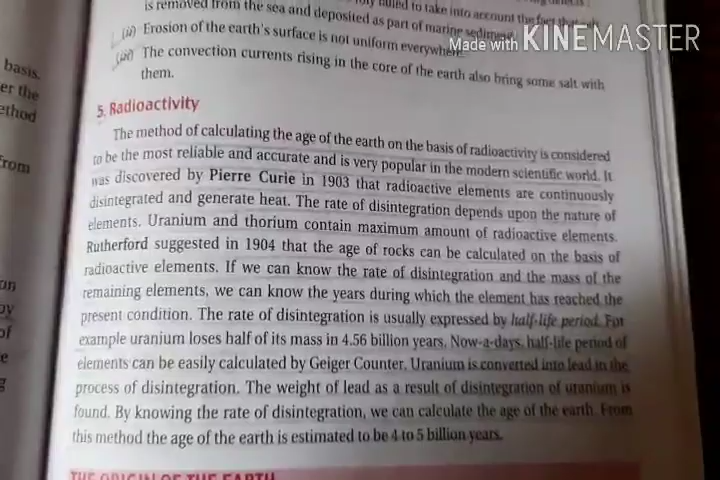 Made with KINEMASTER
is removed from the sea and deposited as part of marine sediment
(ii) Erosion of the earth's surface is not uniform everywhere.
(iii) The convection currents rising in the core of the earth also bring some salt with
them.
5. Radioactivity
The method of calculating the age of the earth on the basis of radioactivity is considered
to be the most reliable and accurate and is very popular in the modern scientific world. It
was discovered by Pierre Curie in 1903 that radioactive elements are continuously
disintegrated and generate heat. The rate of disintegration depends upon the nature of
elements. Uranium and thorium contain maximum amount of radioactive elements.
Rutherford suggested in 1904 that the age of rocks can be calculated on the basis of
radioactive elements. If we can know the rate of disintegration and the mass of the
remaining elements, we can know the years during which the element has reached the
present condition. The rate of disintegration is usually expressed by half-life period. For
example uranium loses half of its mass in 4.56 billion years. Now-a-days, half-life period of
elements can be easily calculated by Geiger Counter. Uranium is converted into lead in the
process of disintegration. The weight of lead as a result of disintegration of uranium is
found. By knowing the rate of disintegration, we can calculate the age of the earth. From
this method the age of the earth is estimated to be 4 to 5 billion years.
THE ORIGIN OF THE EARTH
basis.
er the
ethod
from
on
by
of
e
g